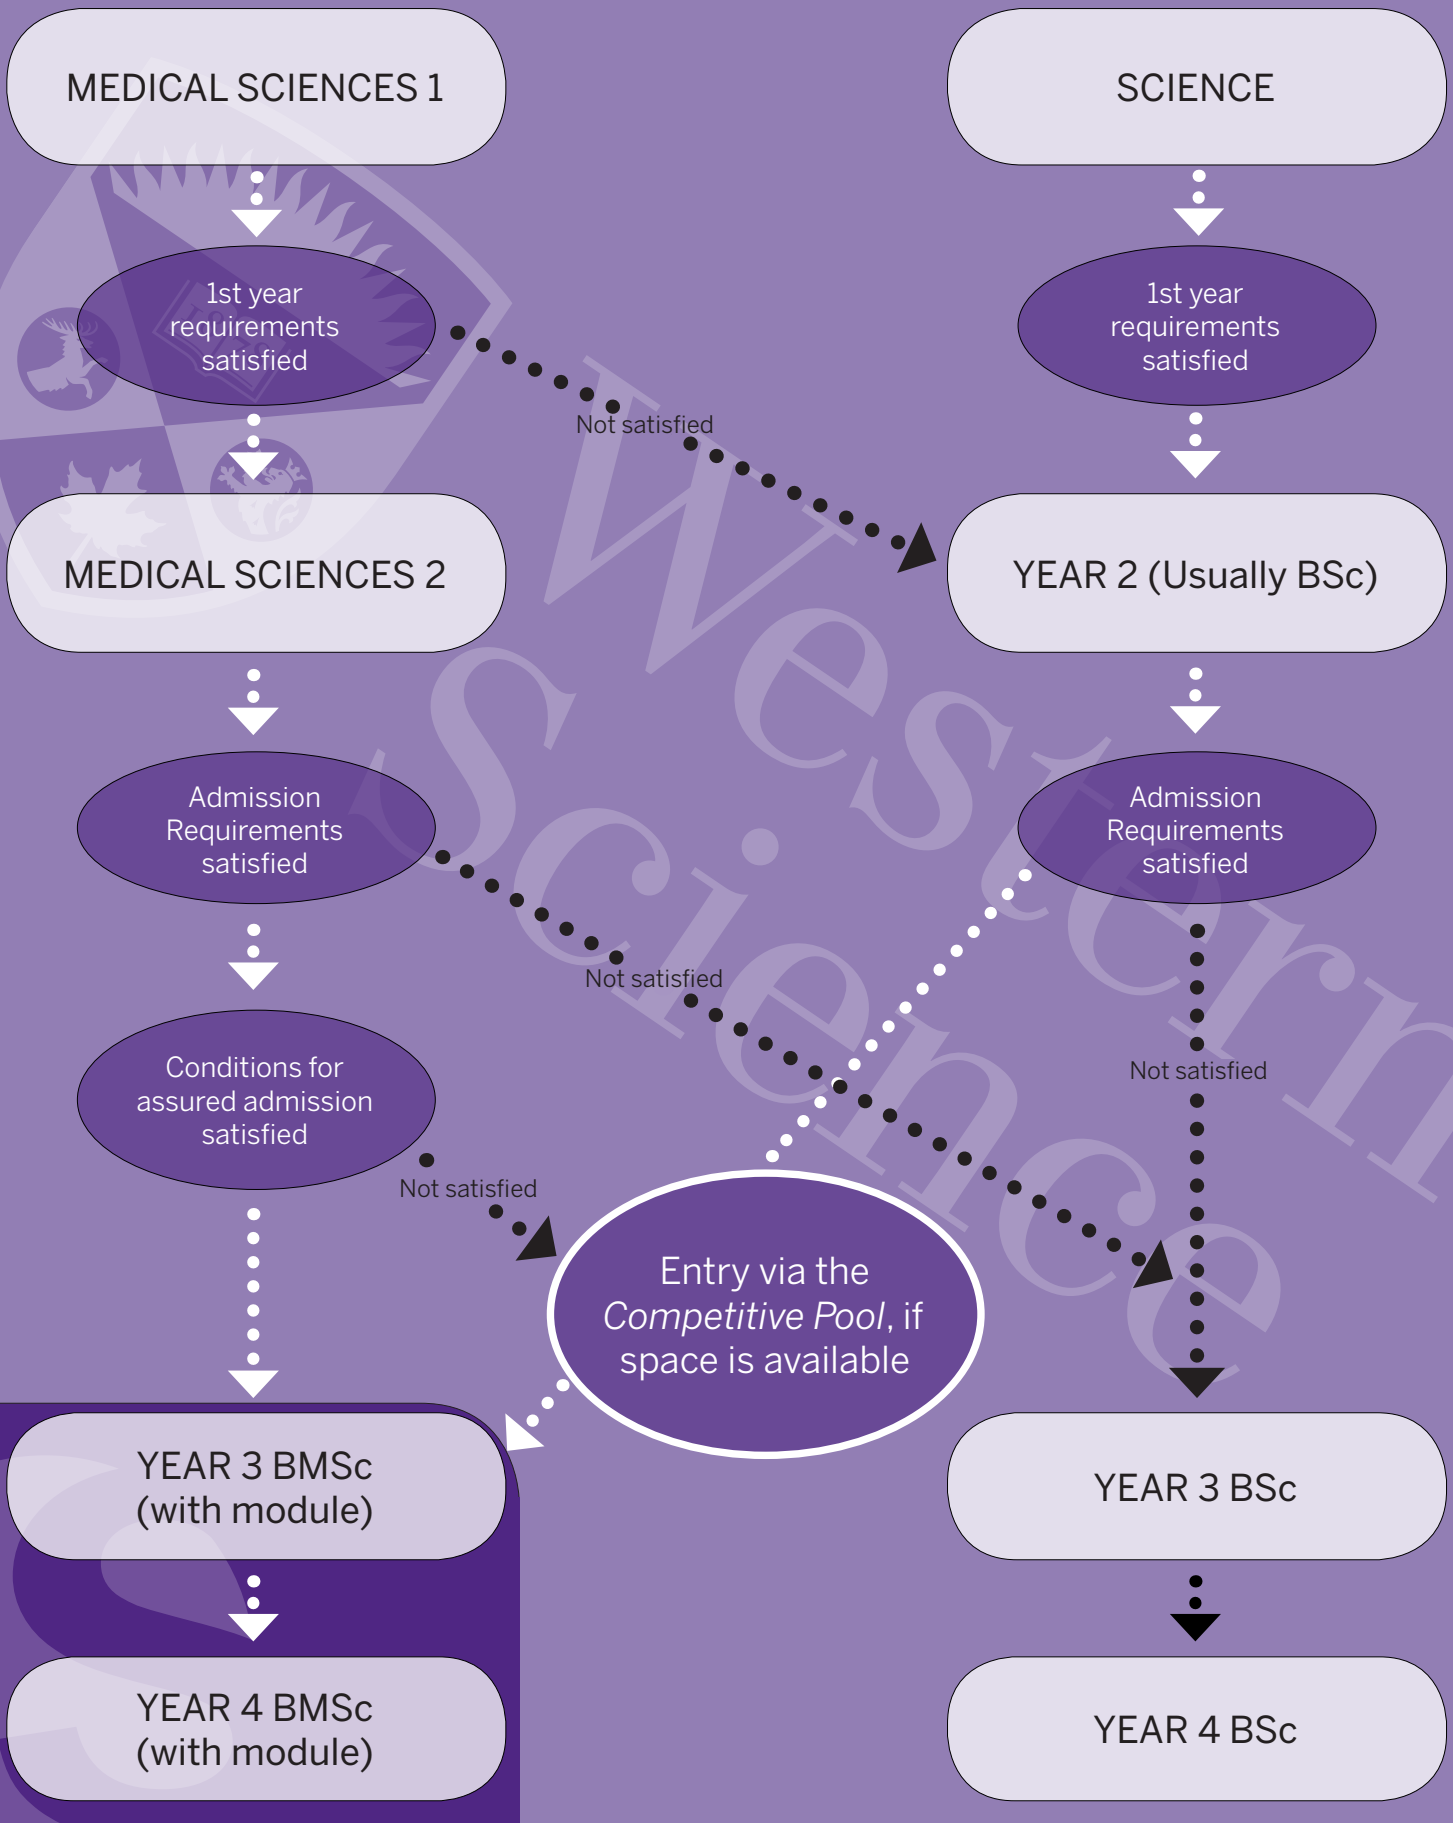 MEDICAL SCIENCES 1
SCIENCE
1st year
requirements
satisfied
1st year
requirements
satisfied
1878
Not satisfied
MEDICAL SCIENCES 2
YEAR 2 (Usually BSc)
Western
Science
Admission
Requirements
satisfied
Admission
Requirements
satisfied
Not satisfied
Conditions for
assured admission
satisfied
Not satisfied
Not satisfied
Entry via the
Competitive Pool, if
space is available
YEAR 3 BMSc
(with module)
YEAR 3 BSc
YEAR 4 BMSc
(with module)
YEAR 4 BSc